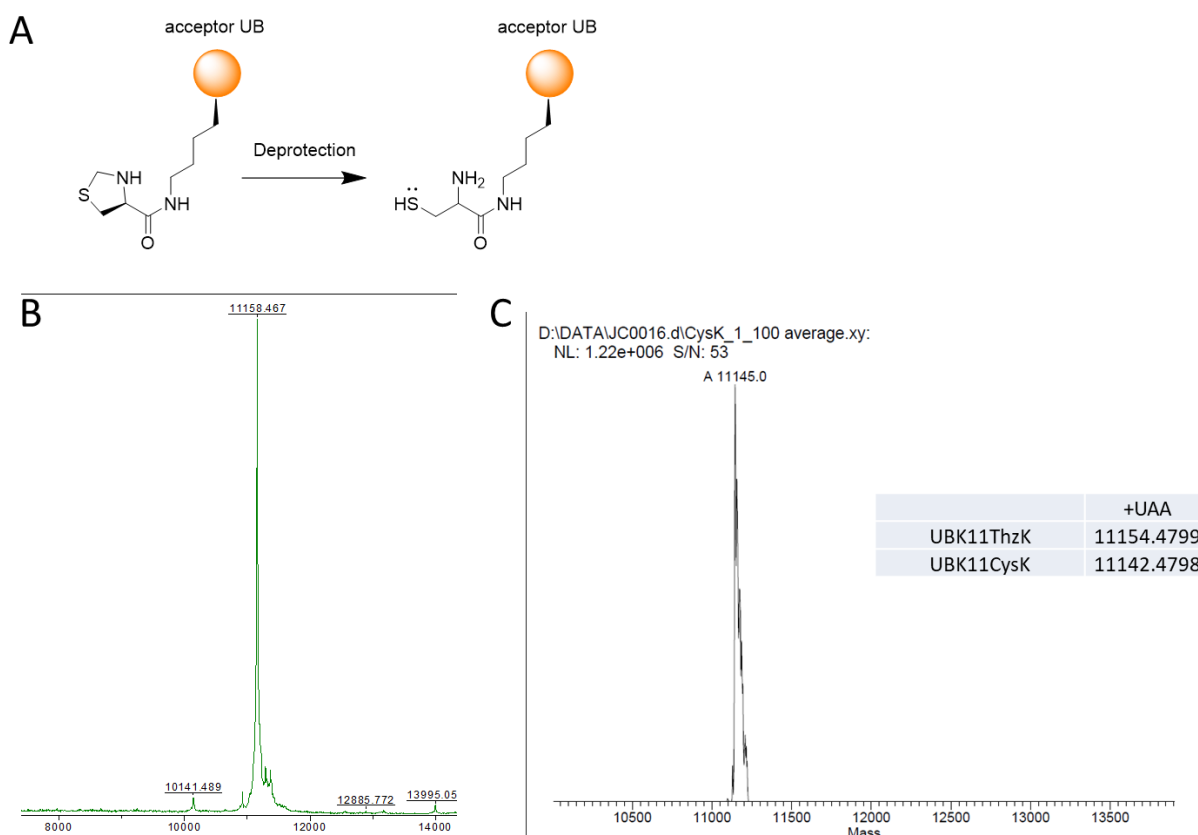 A
acceptor UB
acceptor UB
Deprotection
NH
S
NH
O
NH₂
HS
NH
O
B
11158.467
10141.489
12885.772
13995.05
8000
10000
12000
14000
C
D:\DATA\JC0016.d\CysK_1_100 average.xy:
NL: 1.22e+006 S/N: 53
A 11145.0
10500
11000
11500
12000
12500
13000
13500
Mass
+UAA
UBK11ThzK 11154.4799
UBK11CysK 11142.4798